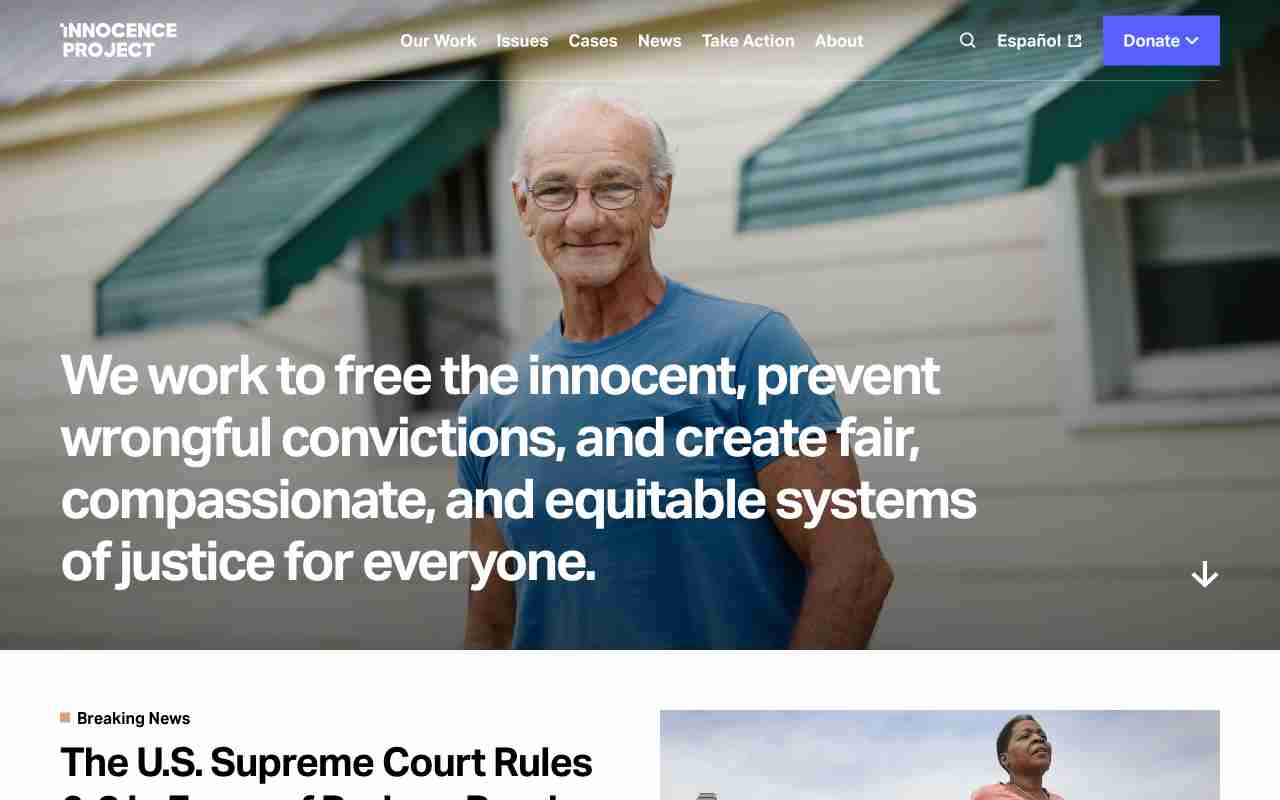 INNOCENCE
PROJECT
Our Work Issues Cases News Take Action About Español Donate
We work to free the innocent, prevent
wrongful convictions, and create fair,
compassionate, and equitable systems
of justice for everyone.
Breaking News
The U.S. Supreme Court Rules